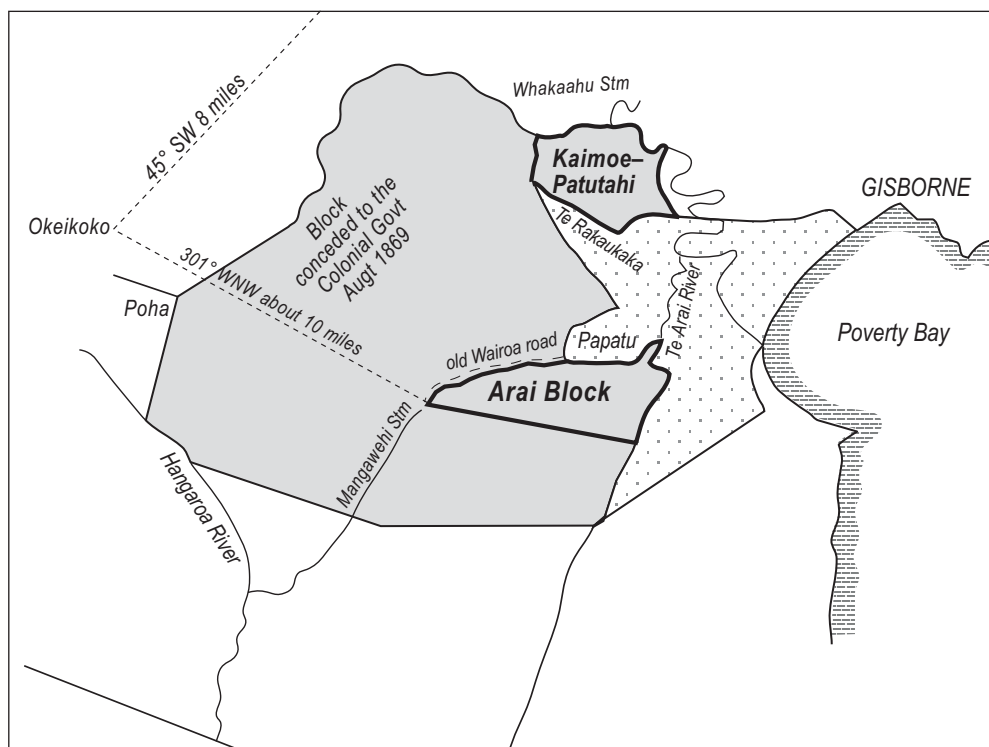 45° SW 8 miles
Whakaahu Stm
Kaimoe–
Patutahi
GISBORNE
Okeikoko
Block
conceded to the
Colonial Govt
Augt 1869
Te Rakaukaka
301° WNW about 10 miles
Poha
Te Arai River
Poverty Bay
old Wairoa road
Papatu
Arai Block
Mangawehi Stm
Hangaroa River